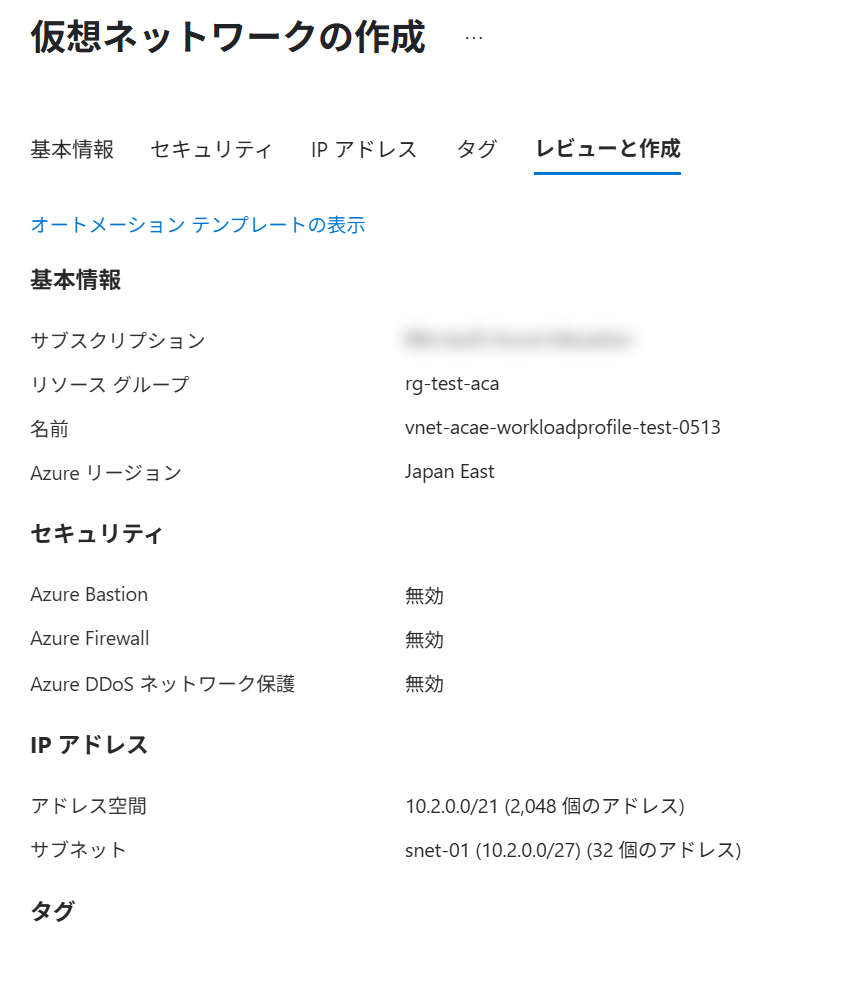 仮想ネットワークの作成 …
基本情報 セキュリティ IP アドレス タグ レビューと作成
オートメーション テンプレートの表示
基本情報
サブスクリプション
リソース グループ rg-test-aca
名前 vnet-acae-workloadprofile-test-0513
Azure リージョン Japan East
セキュリティ
Azure Bastion 無効
Azure Firewall 無効
Azure DDoS ネットワーク保護 無効
IP アドレス
アドレス空間 10.2.0.0/21 (2,048 個のアドレス)
サブネット snet-01 (10.2.0.0/27) (32 個のアドレス)
タグ